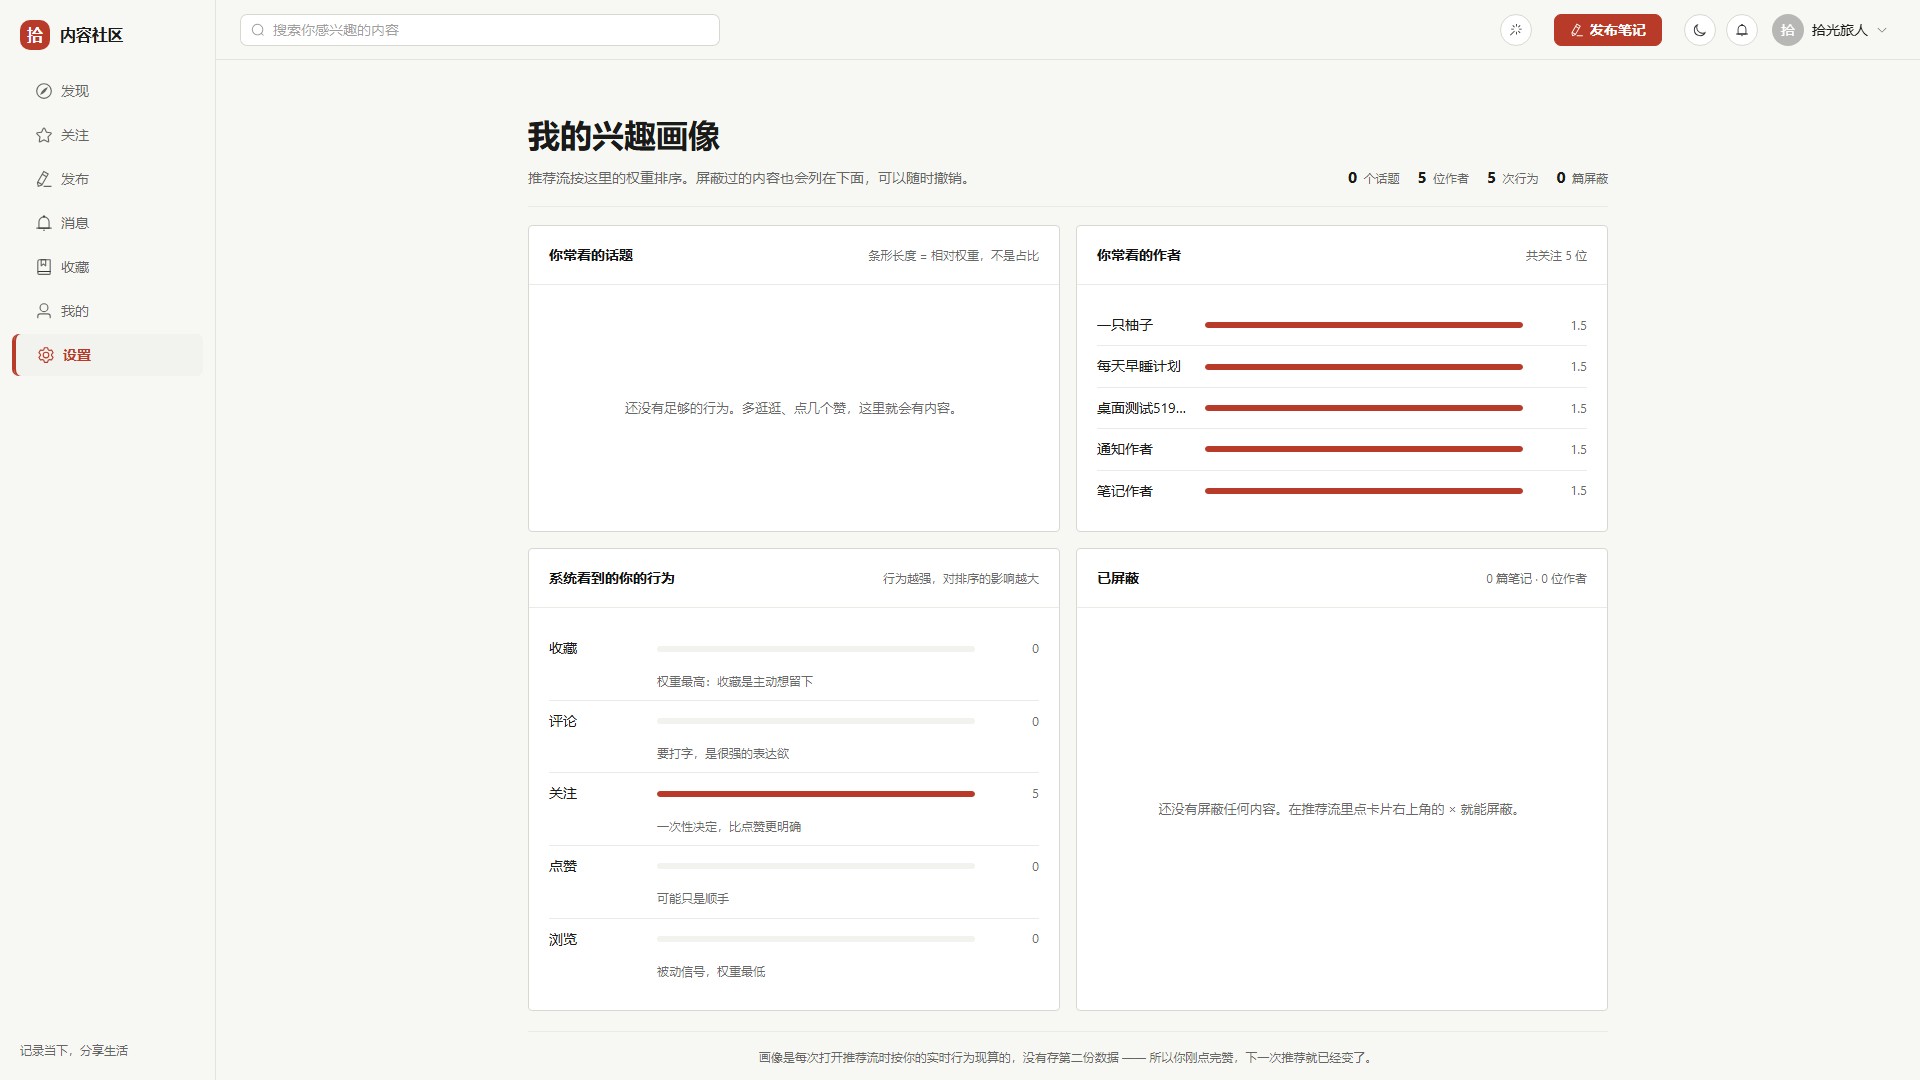 拾 内容社区
搜索你感兴趣的内容
发布笔记
拾 拾光旅人
发现
关注
发布
消息
收藏
我的
设置
我的兴趣画像
推荐流按这里的权重排序。屏蔽过的内容也会列在下面，可以随时撤销。
0 个话题 5 位作者 5 次行为 0 篇屏蔽
你常看的话题 条形长度 = 相对权重，不是占比
还没有足够的行为。多逛逛、点几个赞，这里就会有内容。
你常看的作者 共关注 5 位
一只柚子 1.5
每天早睡计划 1.5
桌面测试519... 1.5
通知作者 1.5
笔记作者 1.5
系统看到的你的行为 行为越强，对排序的影响越大
收藏 0
权重最高：收藏是主动想留下
评论 0
要打字，是很强的表达欲
关注 5
一次性决定，比点赞更明确
点赞 0
可能只是顺手
浏览 0
被动信号，权重最低
已屏蔽 0 篇笔记 · 0 位作者
还没有屏蔽任何内容。在推荐流里点卡片右上角的 × 就能屏蔽。
画像是每次打开推荐流时按你的实时行为现算的，没有存第二份数据 —— 所以你刚点完赞，下一次推荐就已经变了。
记录当下，分享生活